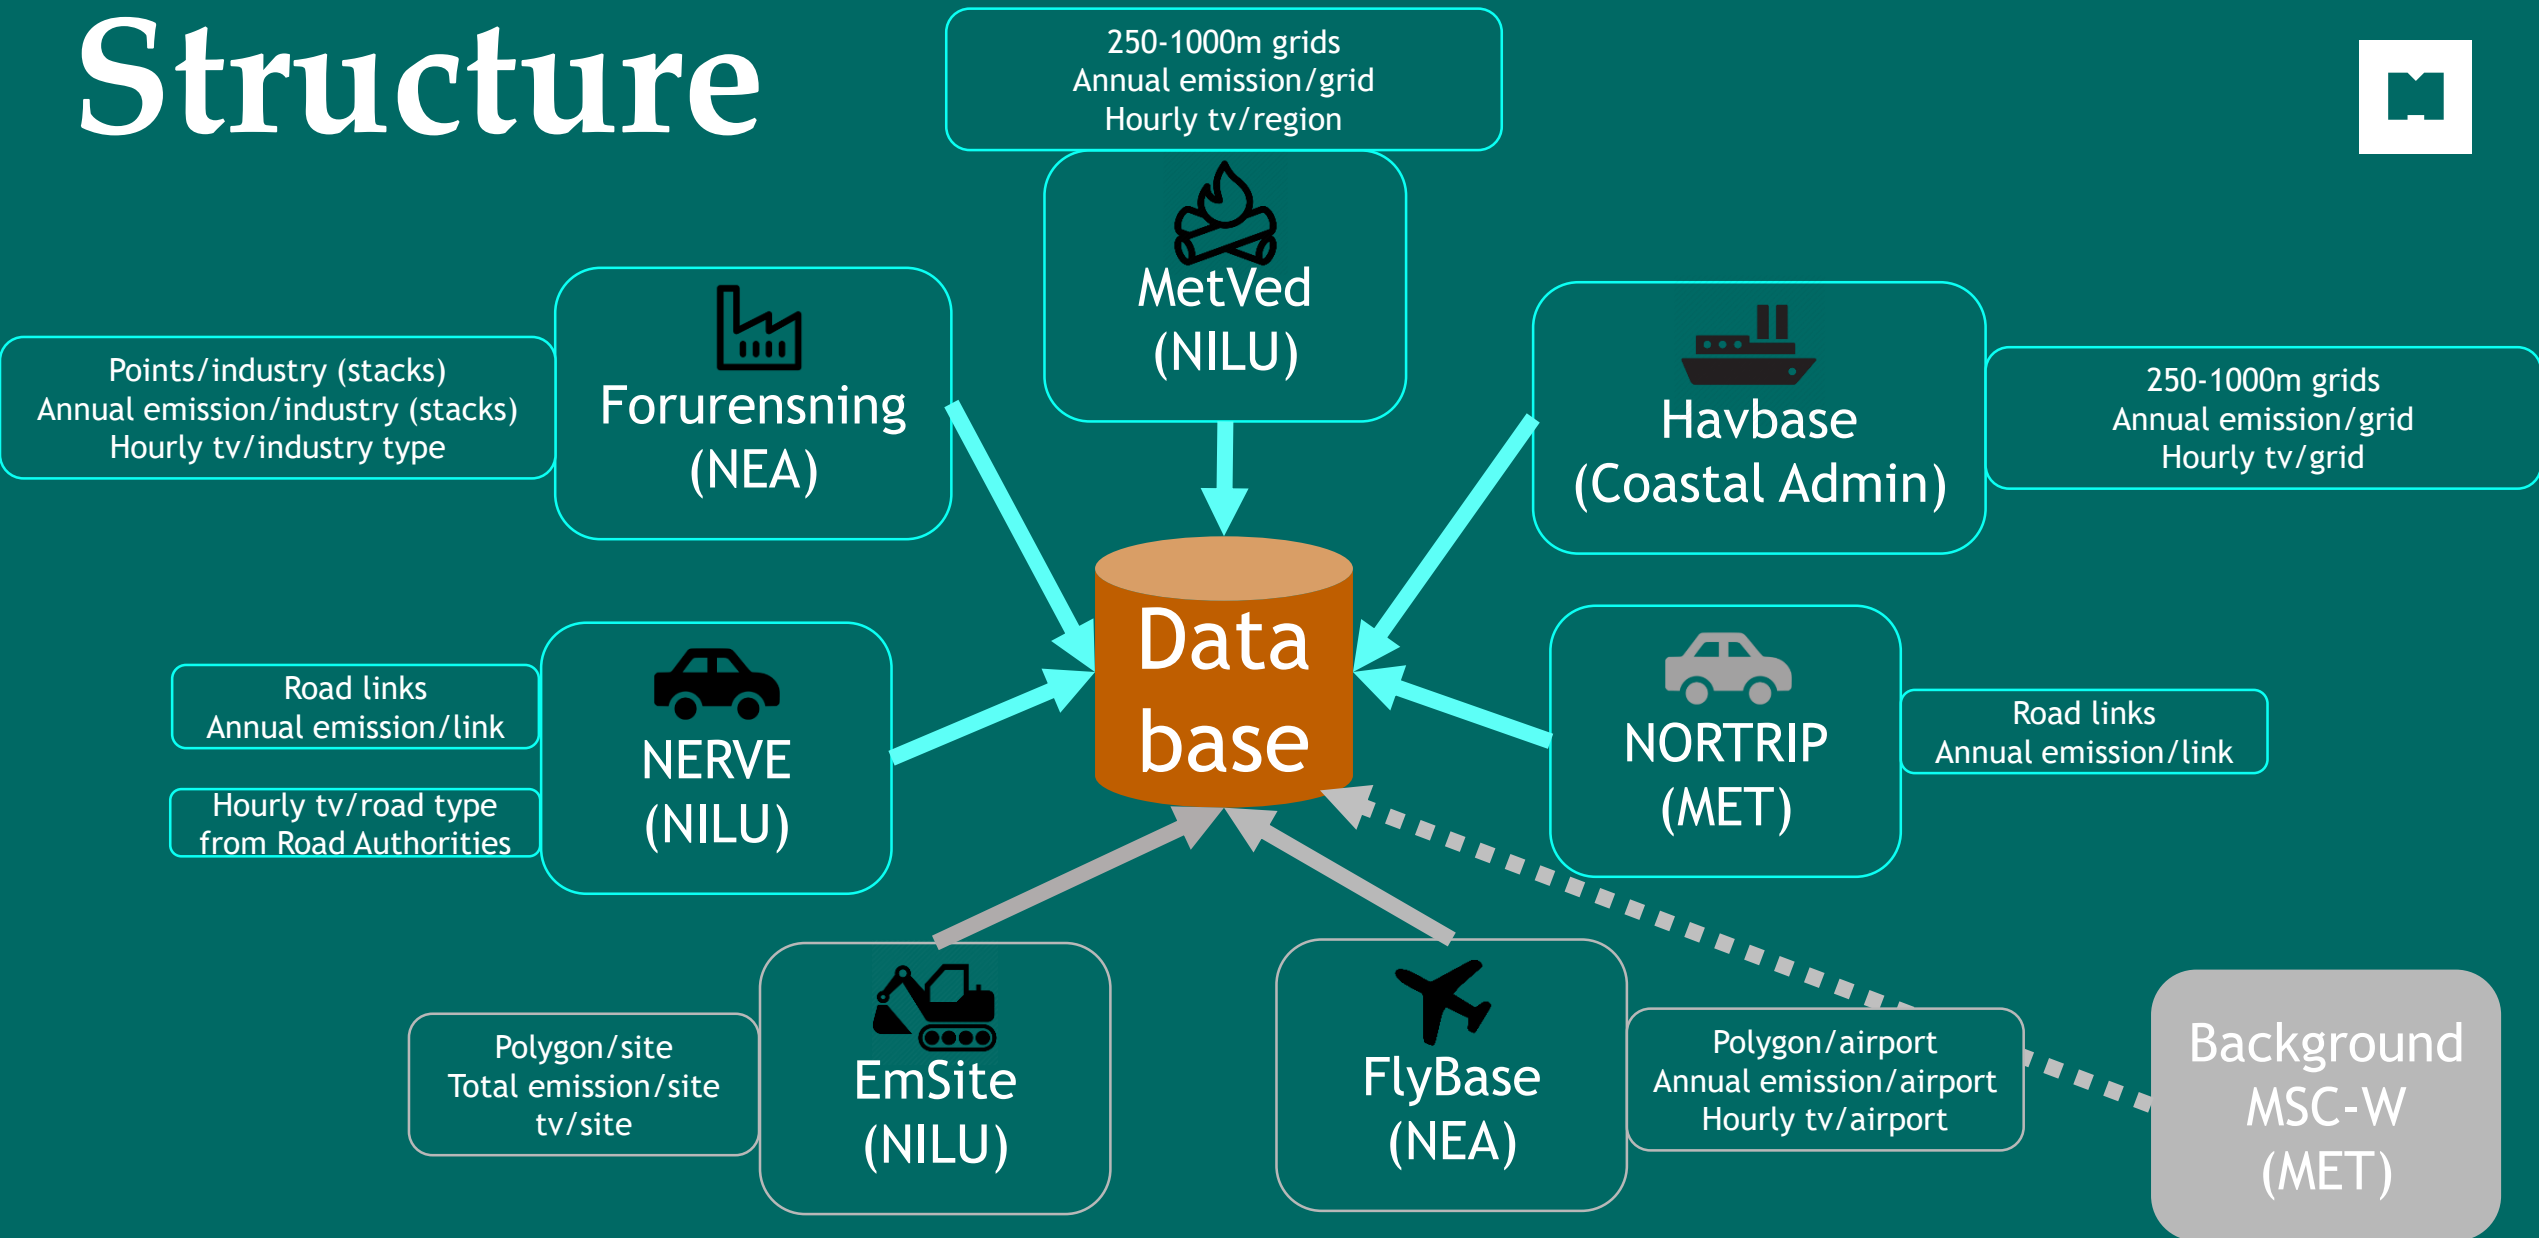 Structure
250-1000m grids
Annual emission/grid
Hourly tv/region
MetVed
(NILU)
Points/industry (stacks)
Annual emission/industry (stacks)
Hourly tv/industry type
Forurensning
(NEA)
Havbase
(Coastal Admin)
250-1000m grids
Annual emission/grid
Hourly tv/grid
Data
base
Road links
Annual emission/link
Hourly tv/road type
from Road Authorities
NERVE
(NILU)
NORTRIP
(MET)
Road links
Annual emission/link
Polygon/site
Total emission/site
tv/site
EmSite
(NILU)
FlyBase
(NEA)
Polygon/airport
Annual emission/airport
Hourly tv/airport
Background
MSC-W
(MET)